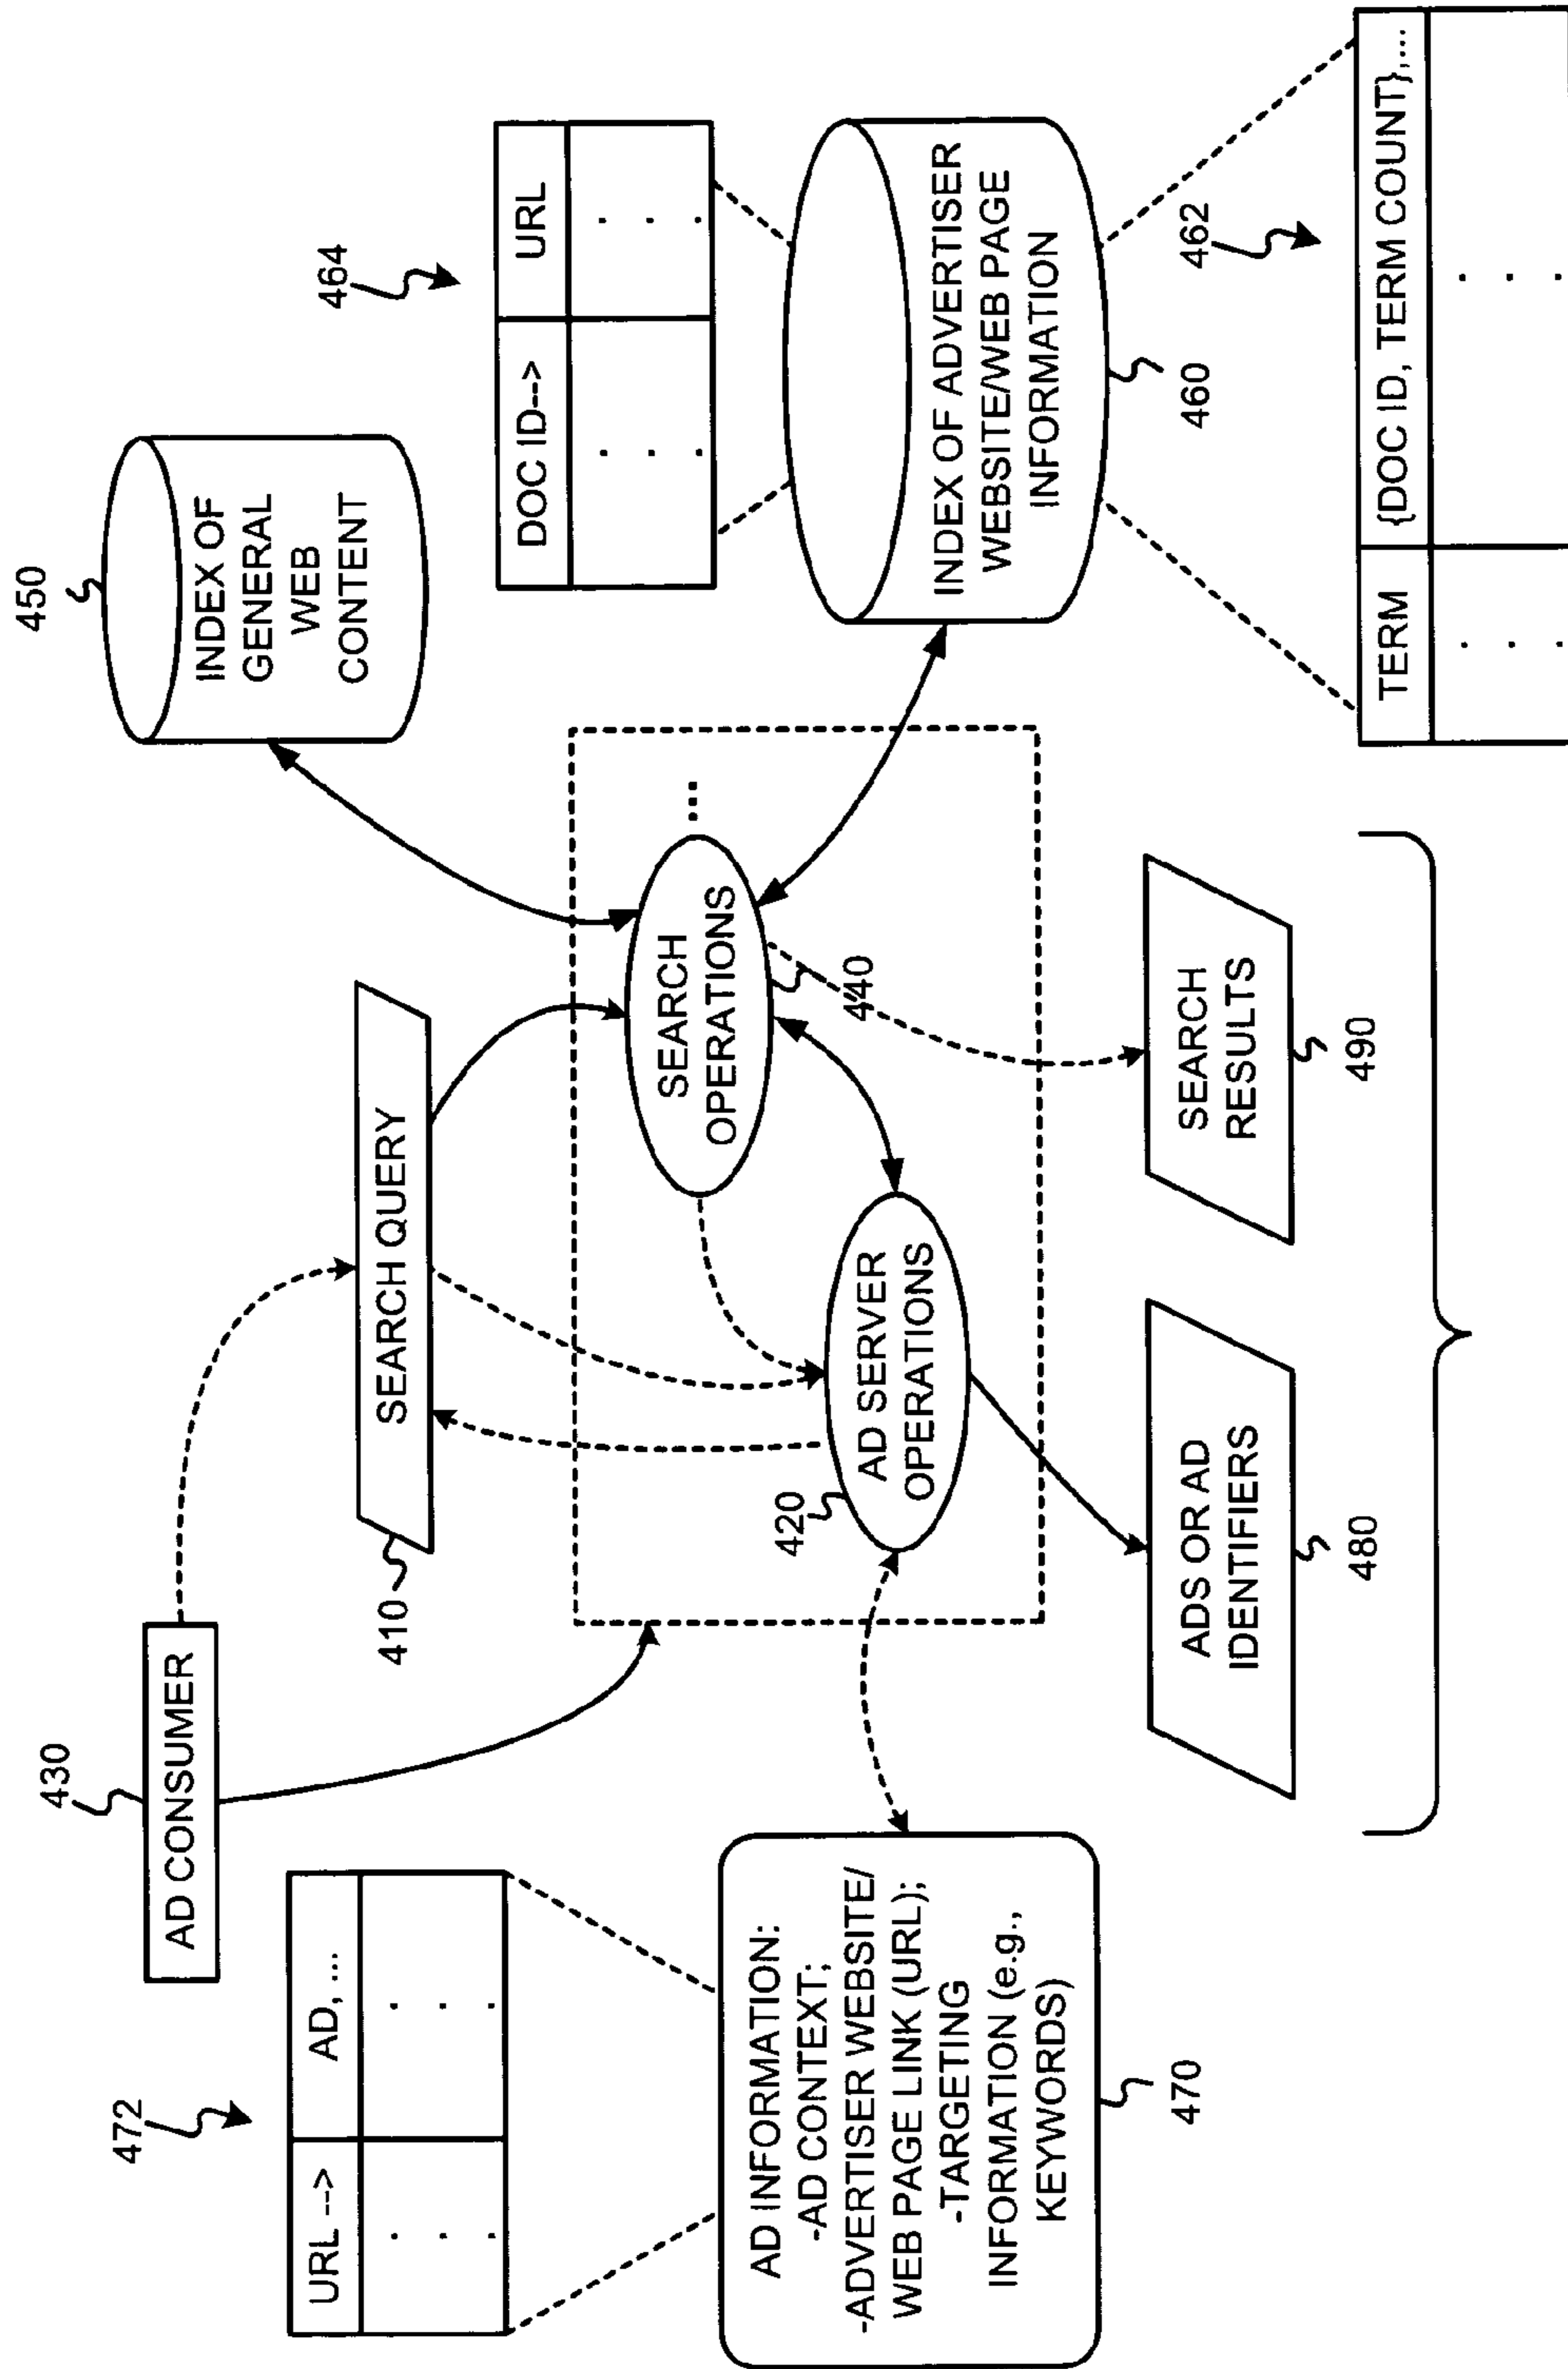 472
URL -->
AD, ...
430
AD CONSUMER
410
SEARCH QUERY
450
INDEX OF
GENERAL
WEB
CONTENT
464
DOC ID-->
URL
AD INFORMATION:
-AD CONTEXT;
-ADVERTISER WEBSITE/
WEB PAGE LINK (URL);
-TARGETING
INFORMATION (e.g.,
KEYWORDS)
470
420
AD SERVER
OPERATIONS
SEARCH
OPERATIONS
...
440
INDEX OF ADVERTISER
WEBSITE/WEB PAGE
INFORMATION
460
462
TERM
{DOC ID, TERM COUNT},...
ADS OR AD
IDENTIFIERS
480
SEARCH
RESULTS
490